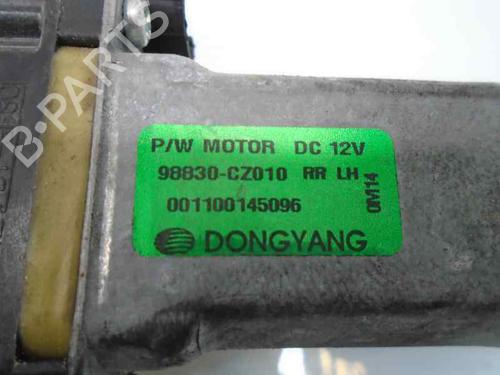 P/W MOTOR DC 12V
98830-CZ010 RR LH
001100145096
0M14
DONGYANG
B-PARTS